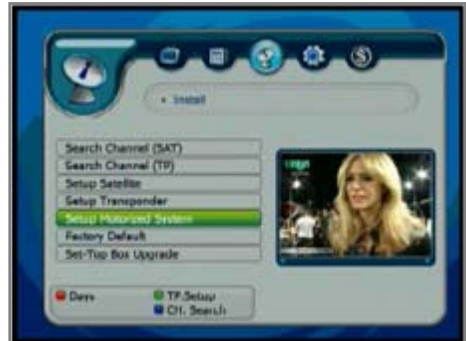 Install
Search Channel (SAT)
Search Channel (TP)
Setup Satellite
Setup Transponder
Setup Motorized System
Factory Default
Set-Top Box Upgrade
TP.Setup
CH. Search